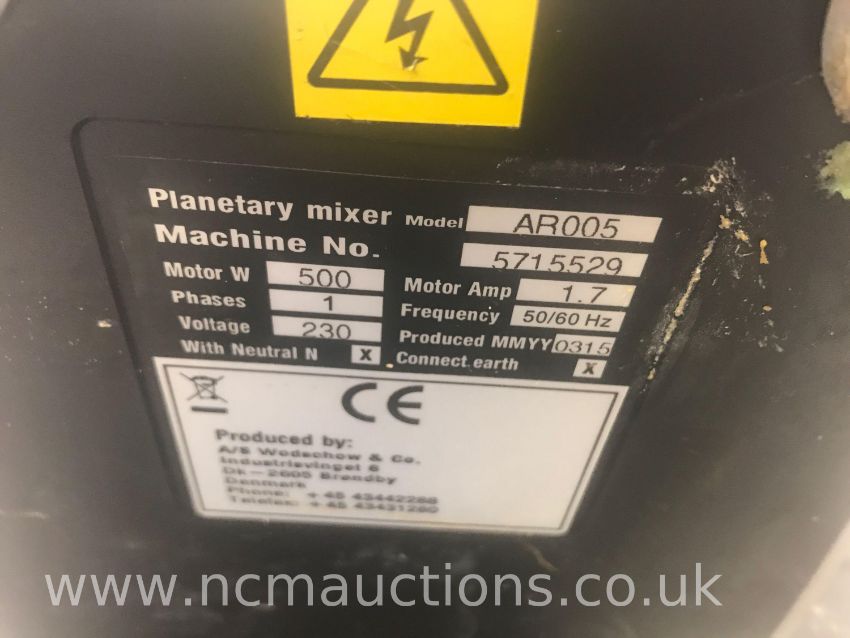 Planetary mixer Model AR005
Machine No. 5715529
Motor W 500 Motor Amp 1.7
Phases 1 Frequency 50/60 Hz
Voltage 230 Produced MMYY 0315
With Neutral N X Connect earth X
CE
Produced by:
A/S Wodschow & Co.
Industrisvinget 6
Dk-2605 Brøndby
Denmark
Phone: +45 43442288
Telefax: +45 43431280
www.ncmauctions.co.uk